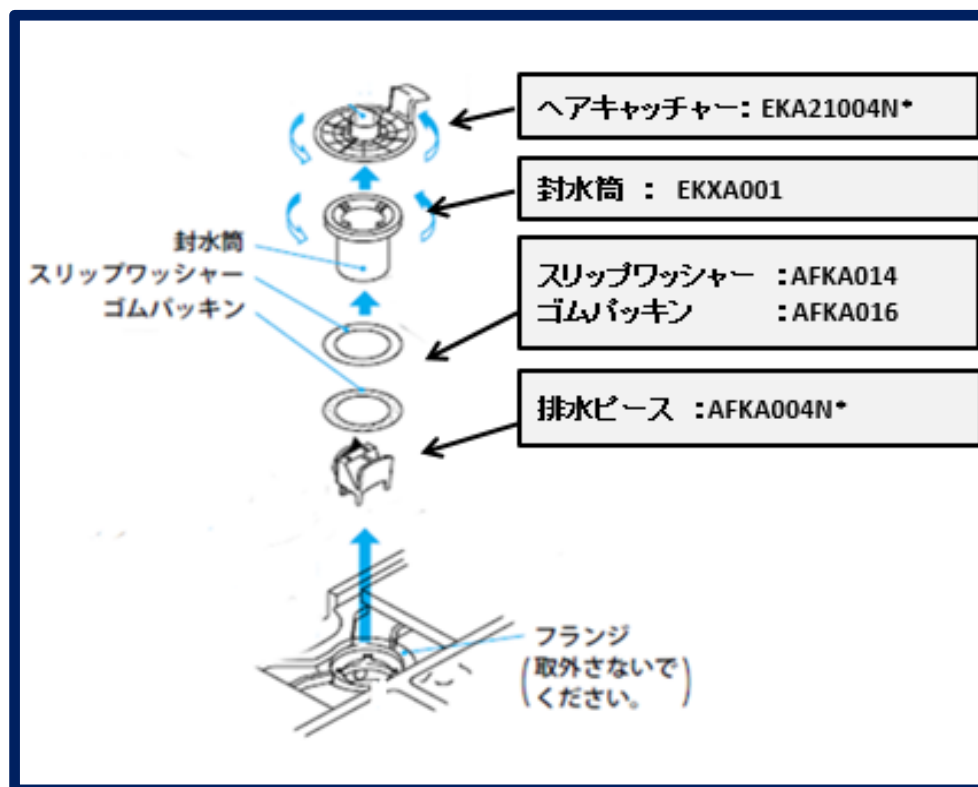 ヘアキャッチャー: EKA21004N*
封水筒 : EKXA001
封水筒
スリップワッシャー
ゴムパッキン
スリップワッシャー :AFKA014
ゴムパッキン :AFKA016
排水ピース :AFKA004N*
フランジ
(取外さないで
ください。)